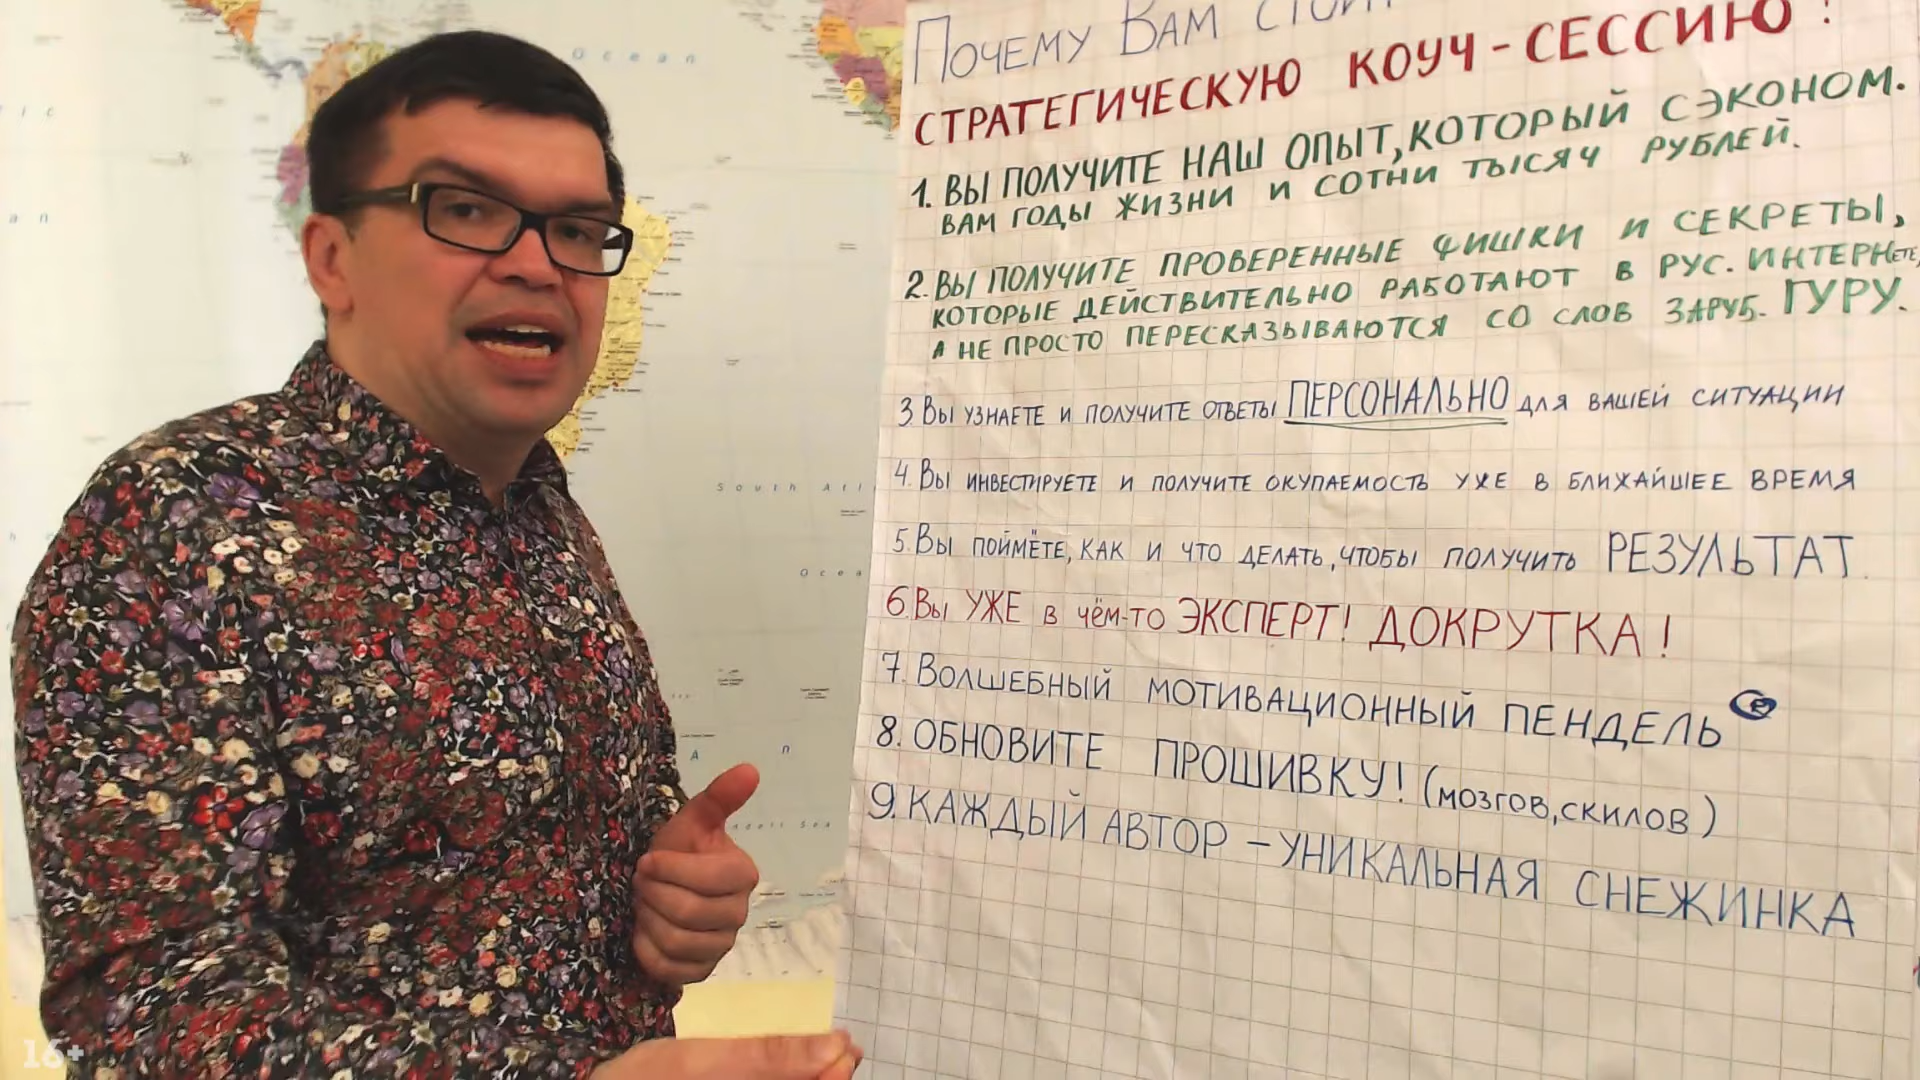 Почему Вам
СТРАТЕГИЧЕСКУЮ КОУЧ-СЕССИЮ!
1. ВЫ ПОЛУЧИТЕ НАШ ОПЫТ, КОТОРЫЙ СЭКОНОМ.
ВАМ ГОДЫ ЖИЗНИ И СОТНИ ТЫСЯЧ РУБЛЕЙ.
2. ВЫ ПОЛУЧИТЕ ПРОВЕРЕННЫЕ ФИШКИ И СЕКРЕТЫ,
КОТОРЫЕ ДЕЙСТВИТЕЛЬНО РАБОТАЮТ В РУС. ИНТЕРНЕТЕ,
А НЕ ПРОСТО ПЕРЕСКАЗЫВАЮТСЯ СО СЛОВ ЗАРУБ. ГУРУ.
3. Вы узнаете и получите ответы ПЕРСОНАЛЬНО для вашей ситуации
4. Вы инвестируете и получите окупаемость уже в ближайшее время
5. Вы поймёте, как и что делать, чтобы получить РЕЗУЛЬТАТ.
6. Вы УЖЕ в чём-то ЭКСПЕРТ! ДОКРУТКА!
7. Волшебный мотивационный ПЕНДЕЛЬ
8. ОБНОВИТЕ ПРОШИВКУ! (мозгов, скилов)
9. КАЖДЫЙ АВТОР – УНИКАЛЬНАЯ СНЕЖИНКА
Ocean
16+